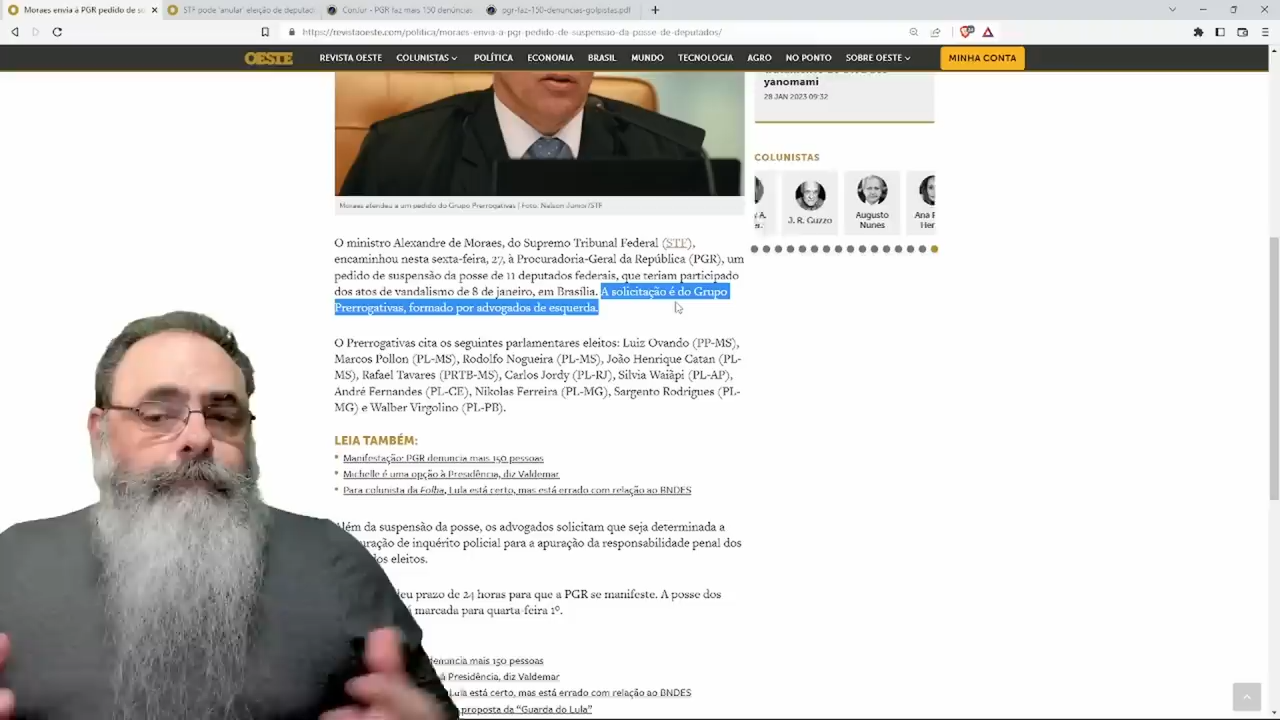 Moraes envia à PGR pedido de su
STF pode 'anular' eleição de deputad
ConJur - PGR faz mais 150 denúncias
pgr-faz-150-denuncias-golpistas.pdf
https://revistaoeste.com/politica/moraes-envia-a-pgr-pedido-de-suspensao-da-posse-de-deputados/
OESTE
REVISTA OESTE COLUNISTAS POLÍTICA ECONOMIA BRASIL MUNDO TECNOLOGIA AGRO NO PONTO SOBRE OESTE MINHA CONTA
yanomami
28 JAN 2023 09:32
COLUNISTAS
J. R. Guzzo
Augusto
Nunes
Ana P
Her
Moraes atendeu a um pedido do Grupo Prerrogativas | Foto: Nelson Junior/STF
O ministro Alexandre de Moraes, do Supremo Tribunal Federal (STF),
encaminhou nesta sexta-feira, 27, à Procuradoria-Geral da República (PGR), um
pedido de suspensão da posse de 11 deputados federais, que teriam participado
dos atos de vandalismo de 8 de janeiro, em Brasília. A solicitação é do Grupo
Prerrogativas, formado por advogados de esquerda.
O Prerrogativas cita os seguintes parlamentares eleitos: Luiz Ovando (PP-MS),
Marcos Pollon (PL-MS), Rodolfo Nogueira (PL-MS), João Henrique Catan (PL-
MS), Rafael Tavares (PRTB-MS), Carlos Jordy (PL-RJ), Silvia Waiãpi (PL-AP),
André Fernandes (PL-CE), Nikolas Ferreira (PL-MG), Sargento Rodrigues (PL-
MG) e Walber Virgolino (PL-PB).
LEIA TAMBÉM:
Manifestação: PGR denuncia mais 150 pessoas
Michelle é uma opção à Presidência, diz Valdemar
Para colunista da Folha, Lula está certo, mas está errado com relação ao BNDES
Além da suspensão da posse, os advogados solicitam que seja determinada a
uração de inquérito policial para a apuração da responsabilidade penal dos
os eleitos.
eu prazo de 24 horas para que a PGR se manifeste. A posse dos
á marcada para quarta-feira 1º.
denuncia mais 150 pessoas
à Presidência, diz Valdemar
Lula está certo, mas está errado com relação ao BNDES
proposta da “Guarda do Lula”